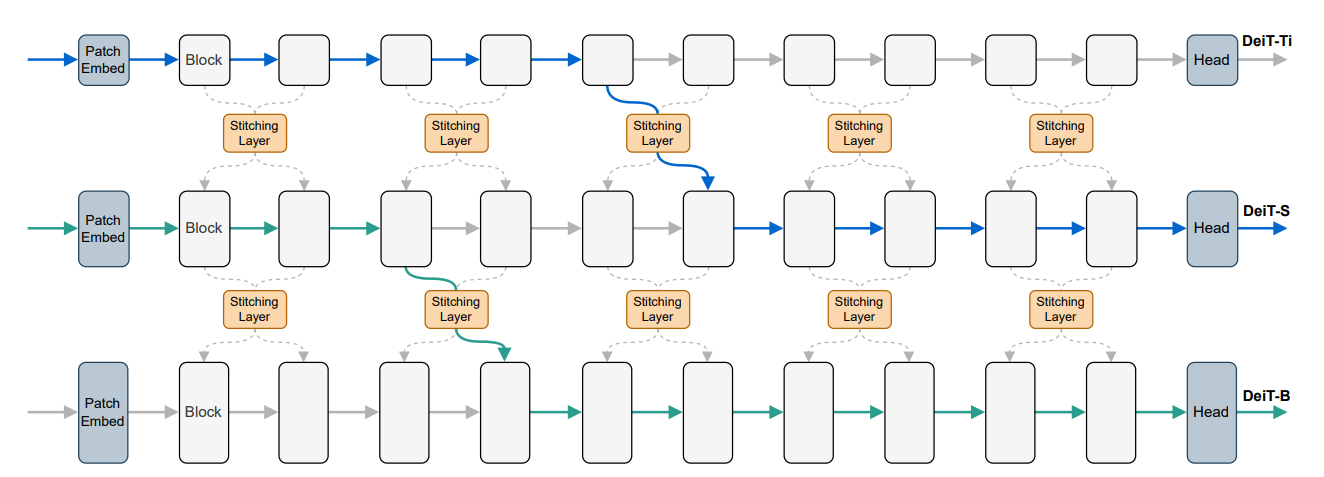 DeiT-Ti
Patch
Embed
Block
Head
Stitching
Layer
Stitching
Layer
Stitching
Layer
Stitching
Layer
Stitching
Layer
DeiT-S
Patch
Embed
Block
Head
Stitching
Layer
Stitching
Layer
Stitching
Layer
Stitching
Layer
Stitching
Layer
DeiT-B
Patch
Embed
Block
Head